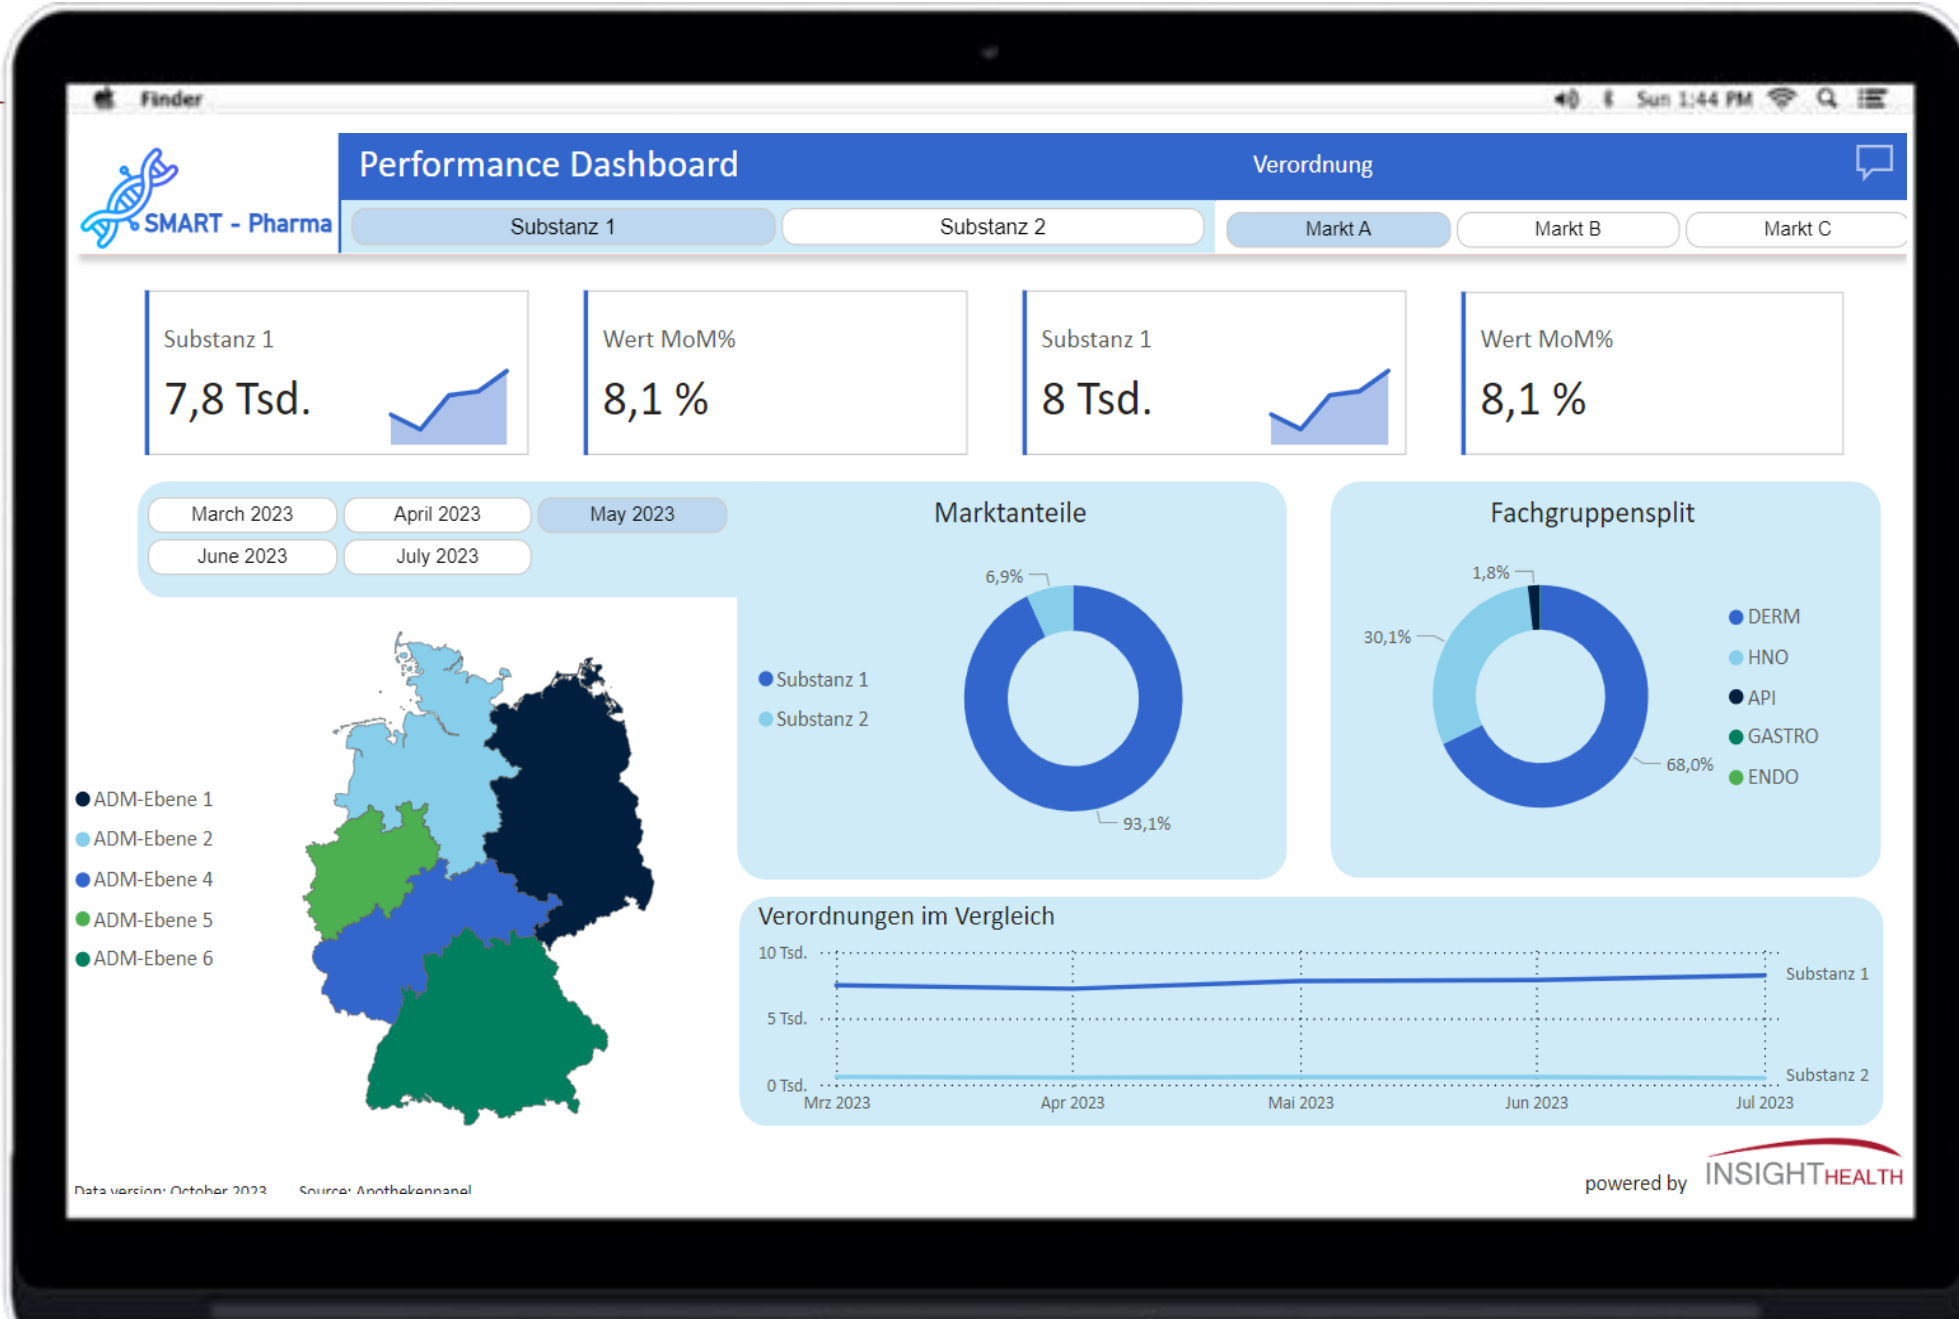 Finder
Sun 1:44 PM
SMART - Pharma
Performance Dashboard
Verordnung
Substanz 1
Substanz 2
Markt A
Markt B
Markt C
Substanz 1
7,8 Tsd.
Wert MoM%
8,1 %
Substanz 1
8 Tsd.
Wert MoM%
8,1 %
March 2023
April 2023
May 2023
June 2023
July 2023
Marktanteile
6,9%
Substanz 1
Substanz 2
93,1%
Fachgruppensplit
1,8%
30,1%
68,0%
DERM
HNO
API
GASTRO
ENDO
ADM-Ebene 1
ADM-Ebene 2
ADM-Ebene 4
ADM-Ebene 5
ADM-Ebene 6
Verordnungen im Vergleich
10 Tsd.
5 Tsd.
0 Tsd.
Substanz 1
Substanz 2
Mrz 2023
Apr 2023
Mai 2023
Jun 2023
Jul 2023
Data version: October 2023
Source: Apothekenpanel
powered by
INSIGHT HEALTH